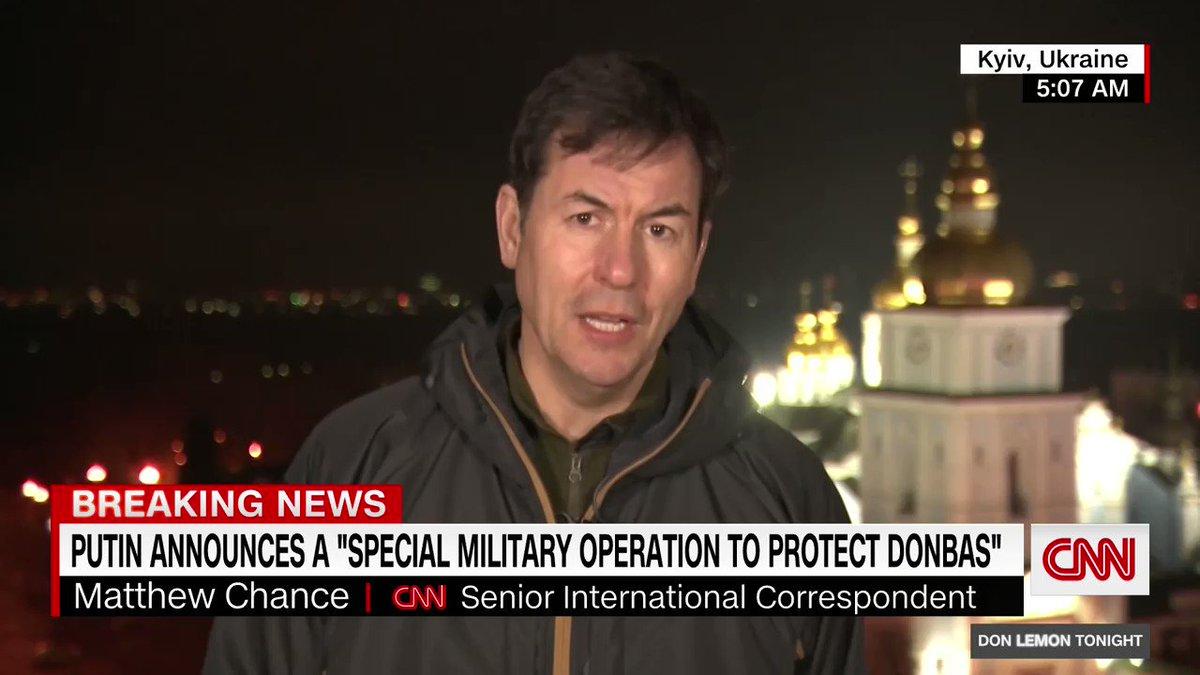 Kyiv, Ukraine
5:07 AM
BREAKING NEWS
PUTIN ANNOUNCES A "SPECIAL MILITARY OPERATION TO PROTECT DONBAS"
CNN
Matthew Chance | CNN Senior International Correspondent
DON LEMON TONIGHT